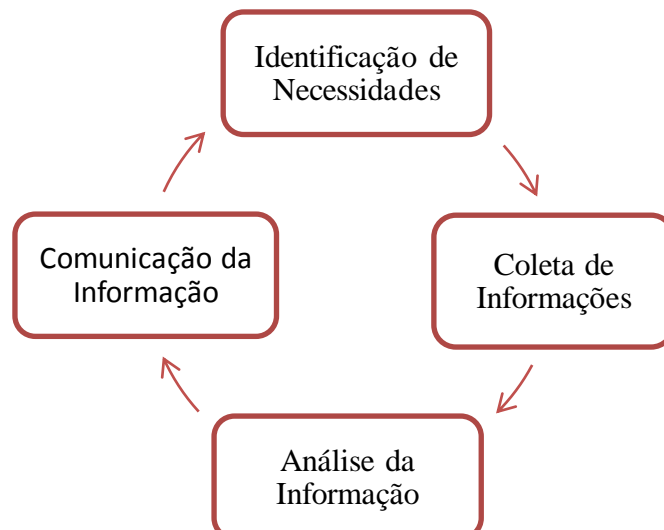 Identificação de
Necessidades
Coleta de
Informações
Análise da
Informação
Comunicação da
Informação